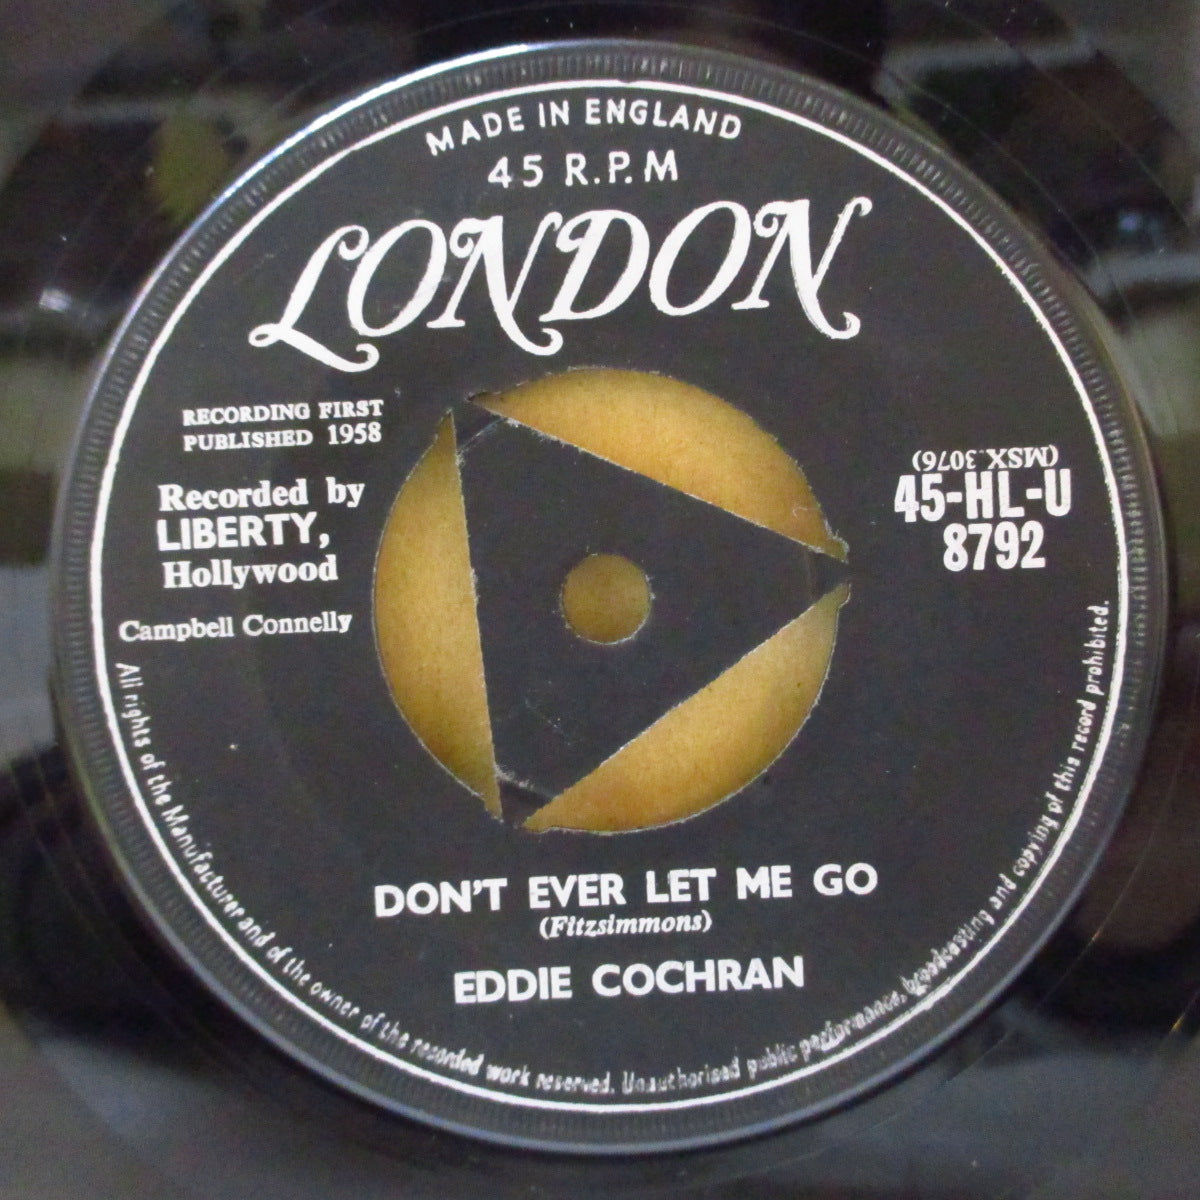 MADE IN ENGLAND
45 R.P.M
LONDON
RECORDING FIRST
PUBLISHED 1958
Recorded by
LIBERTY,
Hollywood
Campbell Connelly
(MSX.3076)
45-HL-U
8792
DON'T EVER LET ME GO
(Fitzsimmons)
EDDIE COCHRAN
All rights of the Manufacturer and of the owner of the recorded work reserved. Unauthorised public performance, broadcasting and copying of this record prohibited.